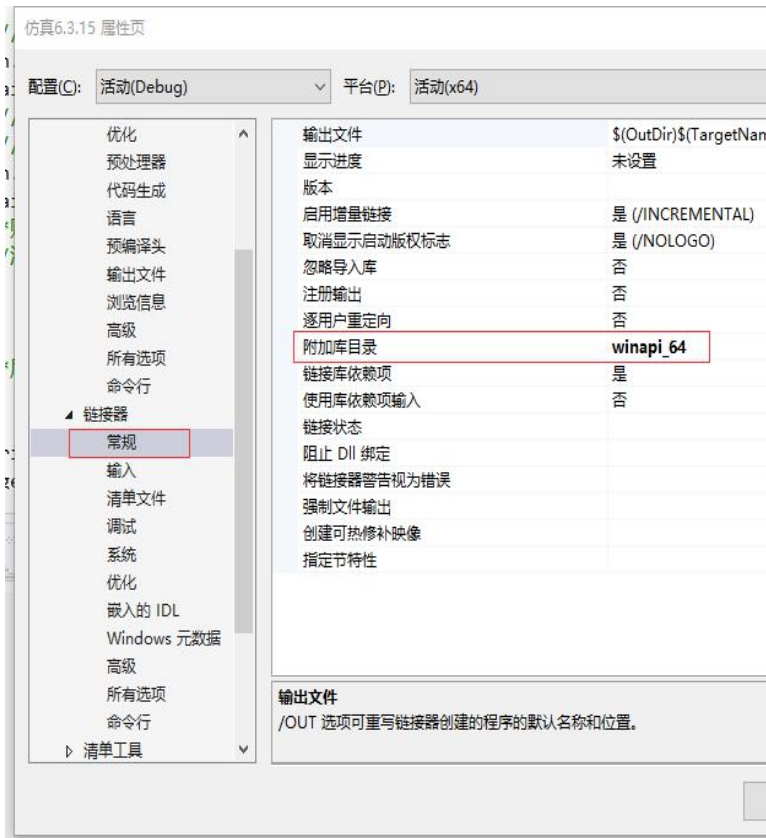 仿真6.3.15 属性页
配置(C): 活动(Debug) 平台(P): 活动(x64)
优化
预处理器
代码生成
语言
预编译头
输出文件
浏览信息
高级
所有选项
命令行
链接器
常规
输入
清单文件
调试
系统
优化
嵌入的 IDL
Windows 元数据
高级
所有选项
命令行
清单工具
输出文件 $(OutDir)$(TargetNam
显示进度 未设置
版本
启用增量链接 是 (/INCREMENTAL)
取消显示启动版权标志 是 (/NOLOGO)
忽略导入库 否
注册输出 否
逐用户重定向 否
附加库目录 winapi_64
链接库依赖项 是
使用库依赖项输入 否
链接状态
阻止 Dll 绑定
将链接器警告视为错误
强制文件输出
创建可热修补映像
指定节特性
输出文件
/OUT 选项可重写链接器创建的程序的默认名称和位置。